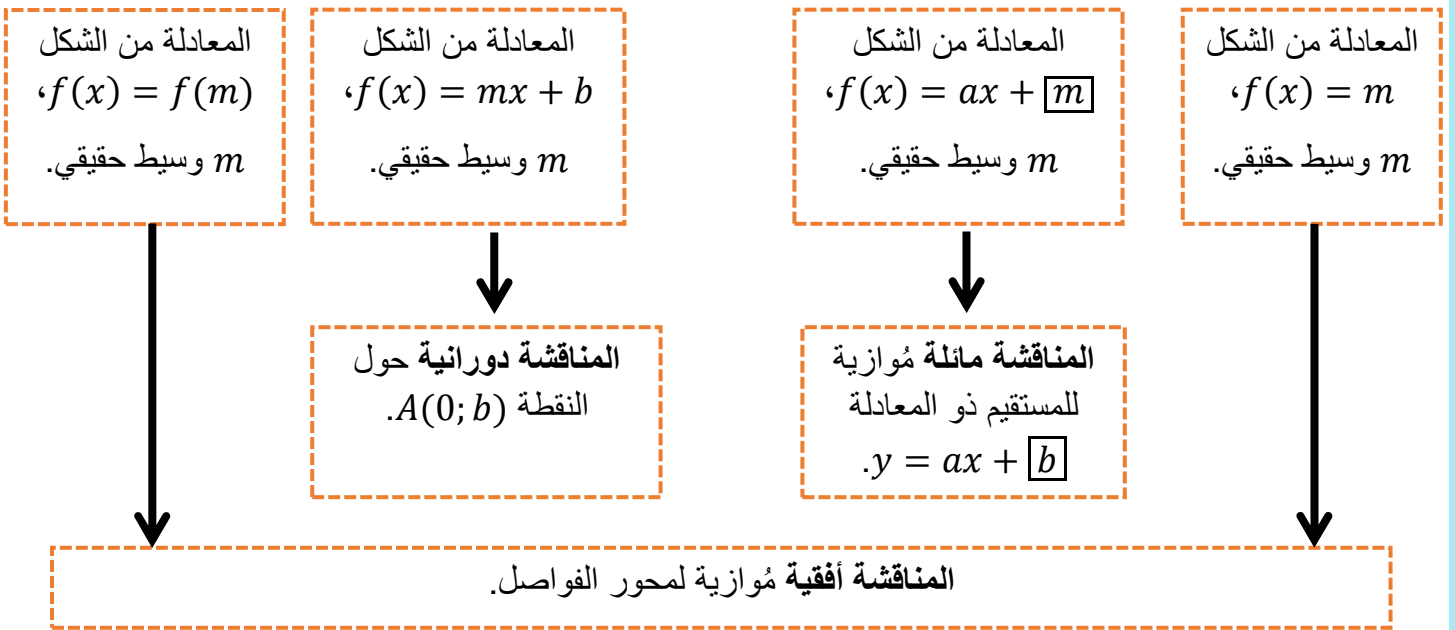 المعادلة من الشكل
f(x) = m،
m وسيط حقيقي.
المعادلة من الشكل
f(x) = ax + m،
m وسيط حقيقي.
المعادلة من الشكل
f(x) = mx + b،
m وسيط حقيقي.
المعادلة من الشكل
f(x) = f(m)،
m وسيط حقيقي.
المناقشة مائلة مُوازية
للمستقيم ذو المعادلة
y = ax + b.
المناقشة دورانية حول
النقطة A(0; b).
المناقشة أفقية مُوازية لمحور الفواصل.